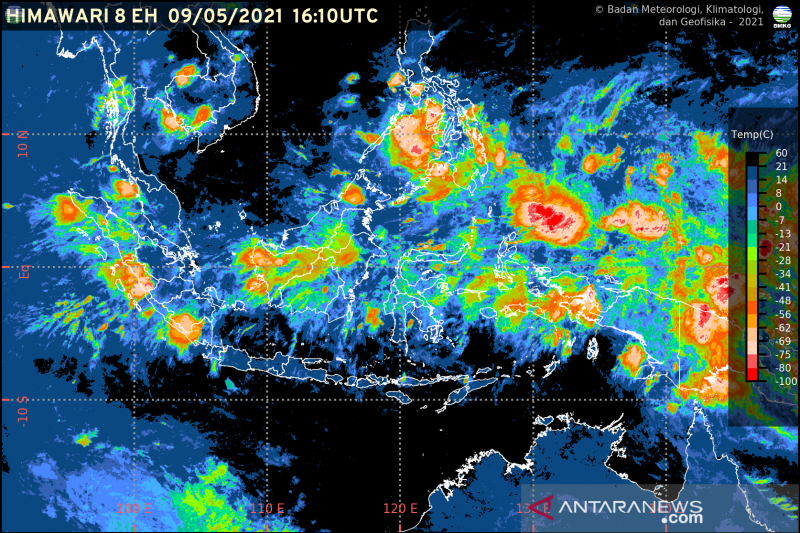 HIMAWARI 8 EH 09/05/2021 16:10UTC
© Badan Meteorologi, Klimatologi,
dan Geofisika - 2021
BMKG
Temp(C)
60
21
14
8
0
-7
-13
-21
-28
-34
-41
-48
-56
-62
-69
-75
-80
-100
10 N
EQ
10 S
100 E
110 E
120 E
ANTARANEWS
.com